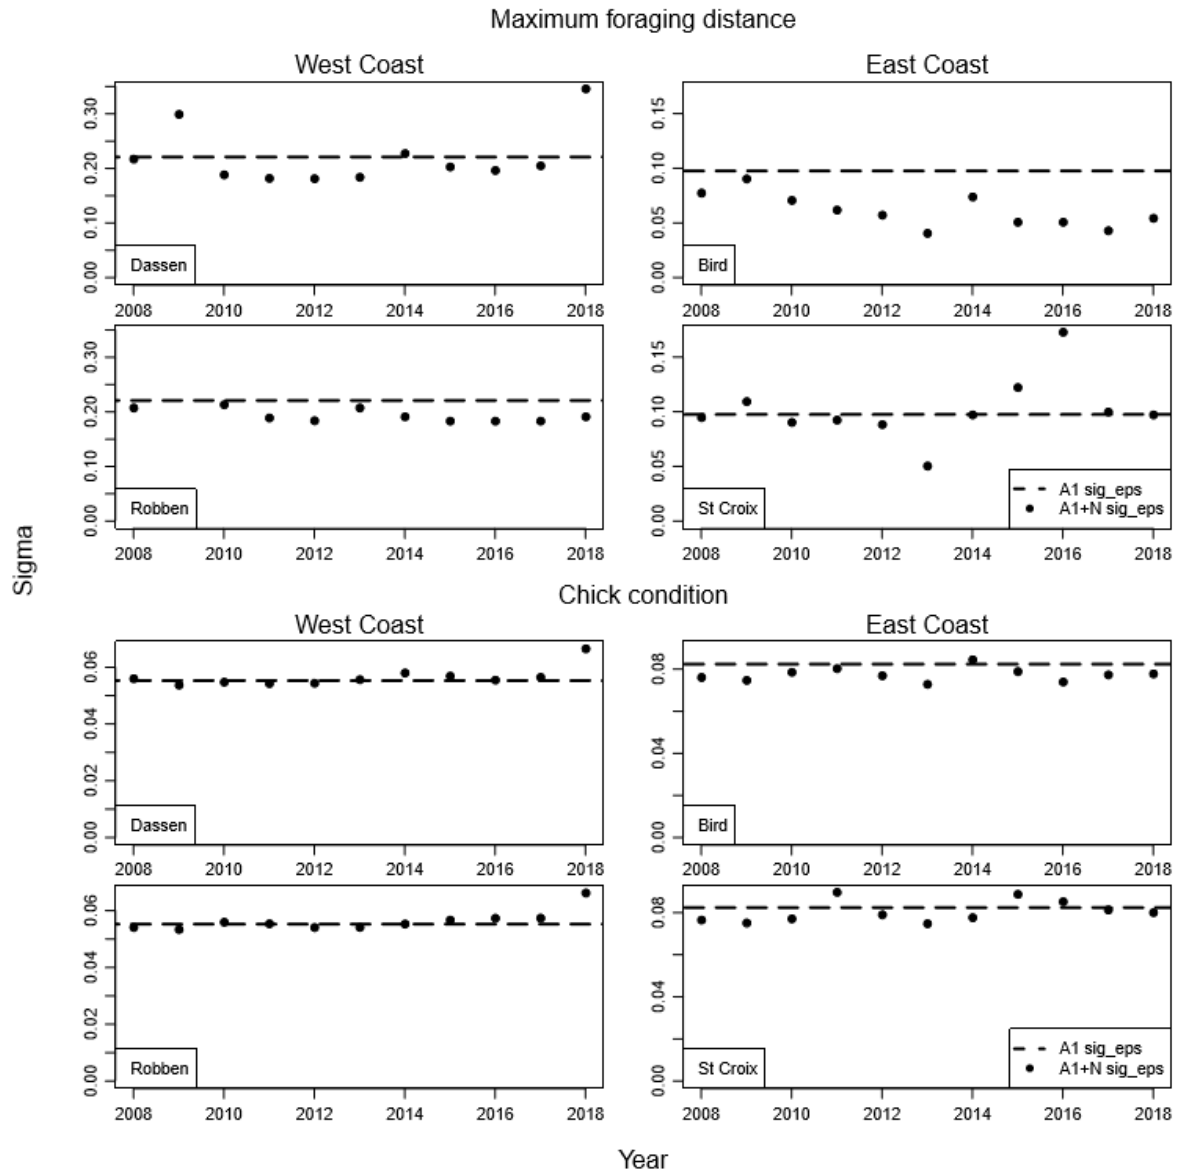 Maximum foraging distance
West Coast
East Coast
0.00 0.10 0.20 0.30
Dassen
2008 2010 2012 2014 2016 2018
0.00 0.05 0.10 0.15
Bird
2008 2010 2012 2014 2016 2018
0.00 0.10 0.20 0.30
Robben
2008 2010 2012 2014 2016 2018
0.00 0.05 0.10 0.15
St Croix
A1 sig_eps
A1+N sig_eps
2008 2010 2012 2014 2016 2018
Sigma
Chick condition
West Coast
East Coast
0.00 0.02 0.04 0.06
Dassen
2008 2010 2012 2014 2016 2018
0.00 0.04 0.08
Bird
2008 2010 2012 2014 2016 2018
0.00 0.02 0.04 0.06
Robben
2008 2010 2012 2014 2016 2018
0.00 0.04 0.08
St Croix
A1 sig_eps
A1+N sig_eps
2008 2010 2012 2014 2016 2018
Year